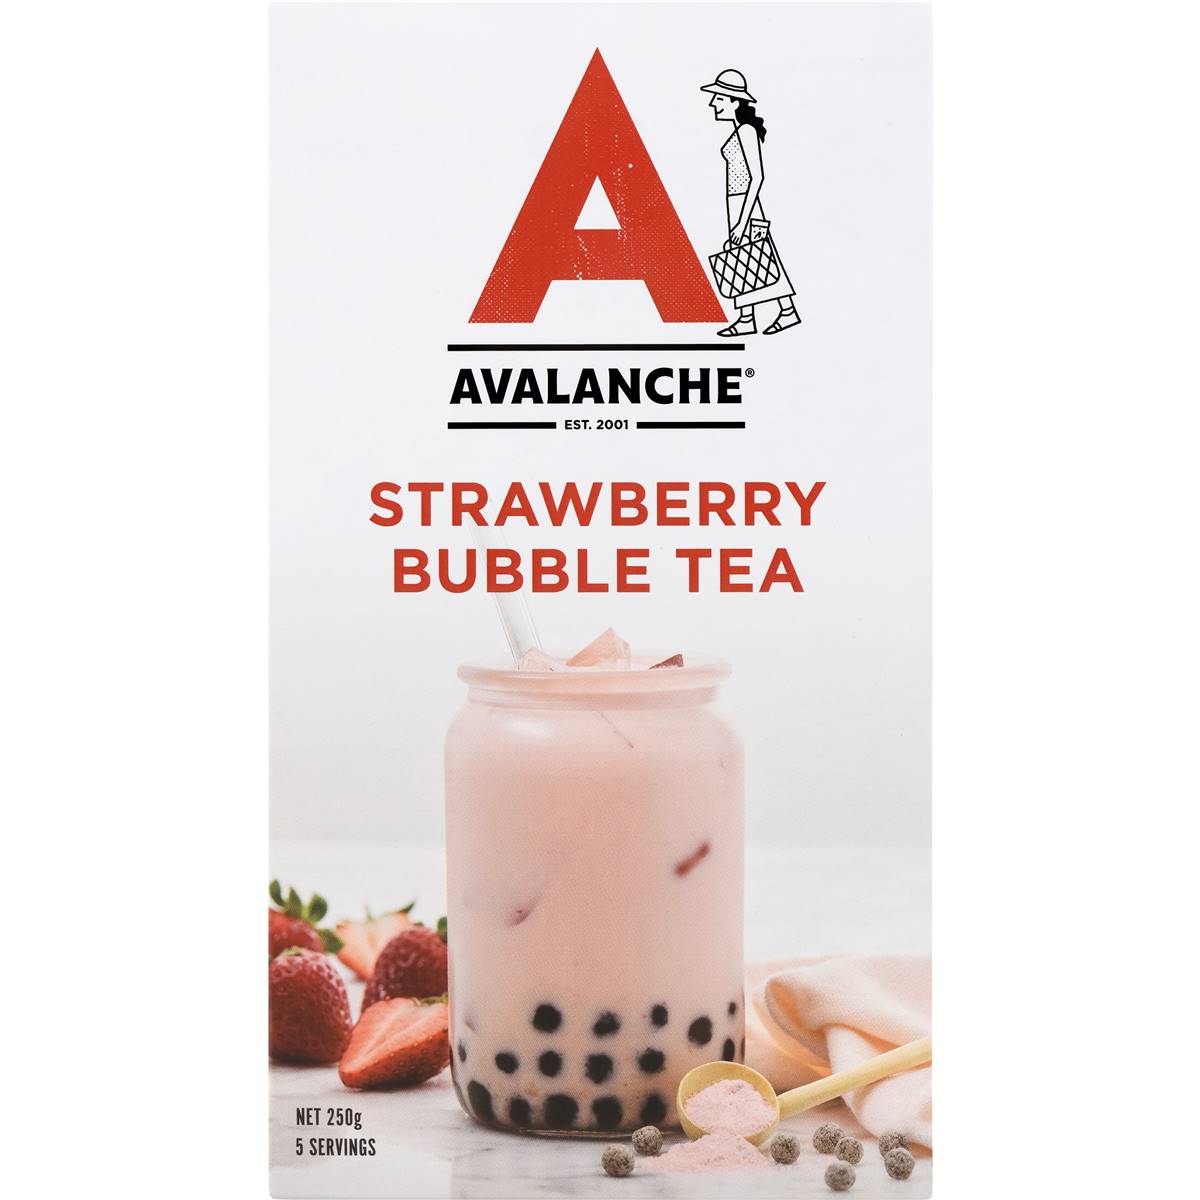 A
AVALANCHE®
EST. 2001
STRAWBERRY
BUBBLE TEA
NET 250g
5 SERVINGS